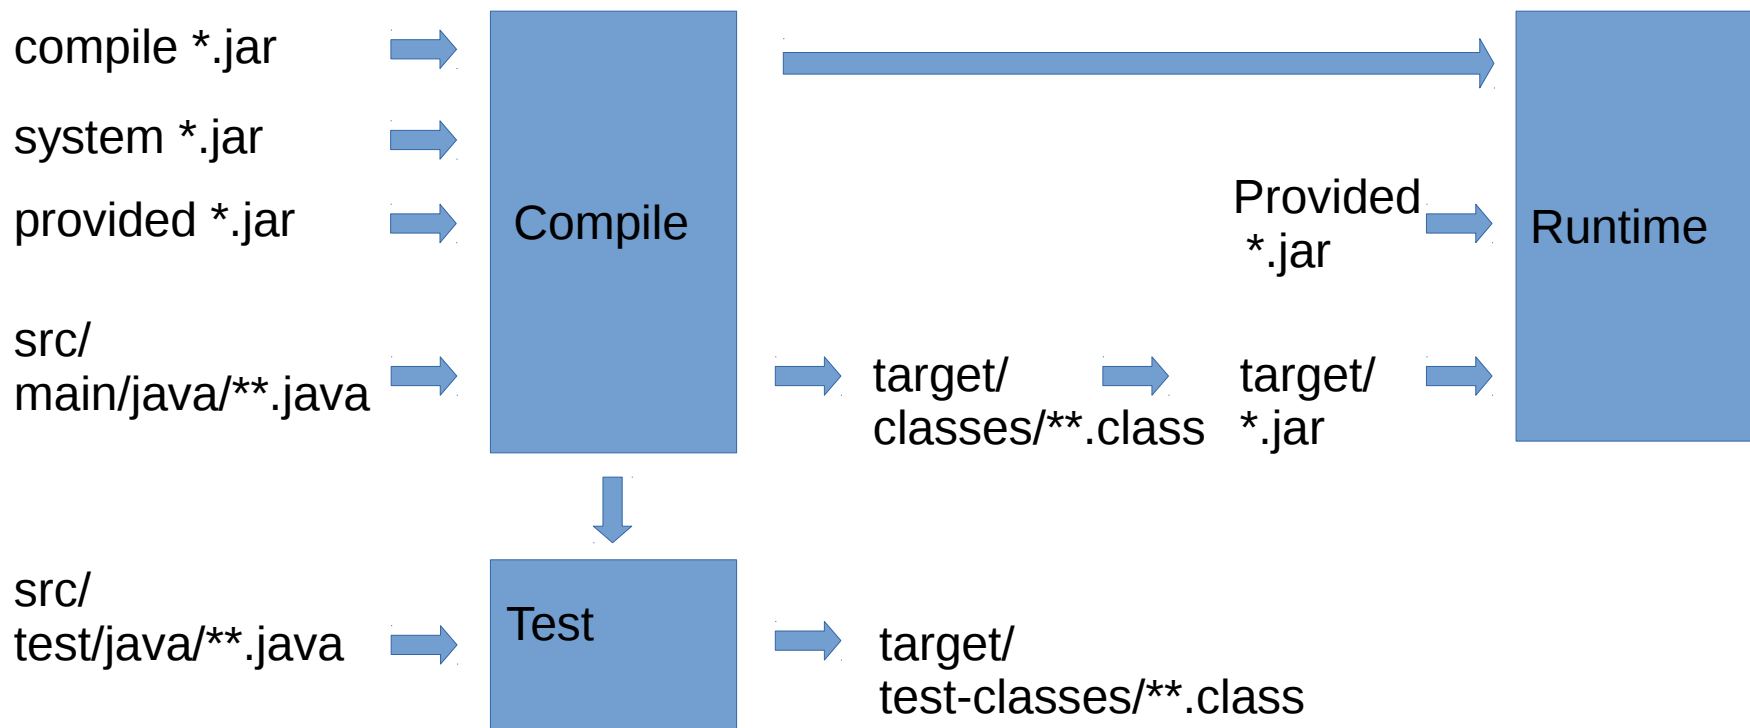 compile *.jar
system *.jar
provided *.jar
src/
main/java/**.java
Compile
target/
classes/**.class
Provided
*.jar
target/
*.jar
Runtime
src/
test/java/**.java
Test
target/
test-classes/**.class